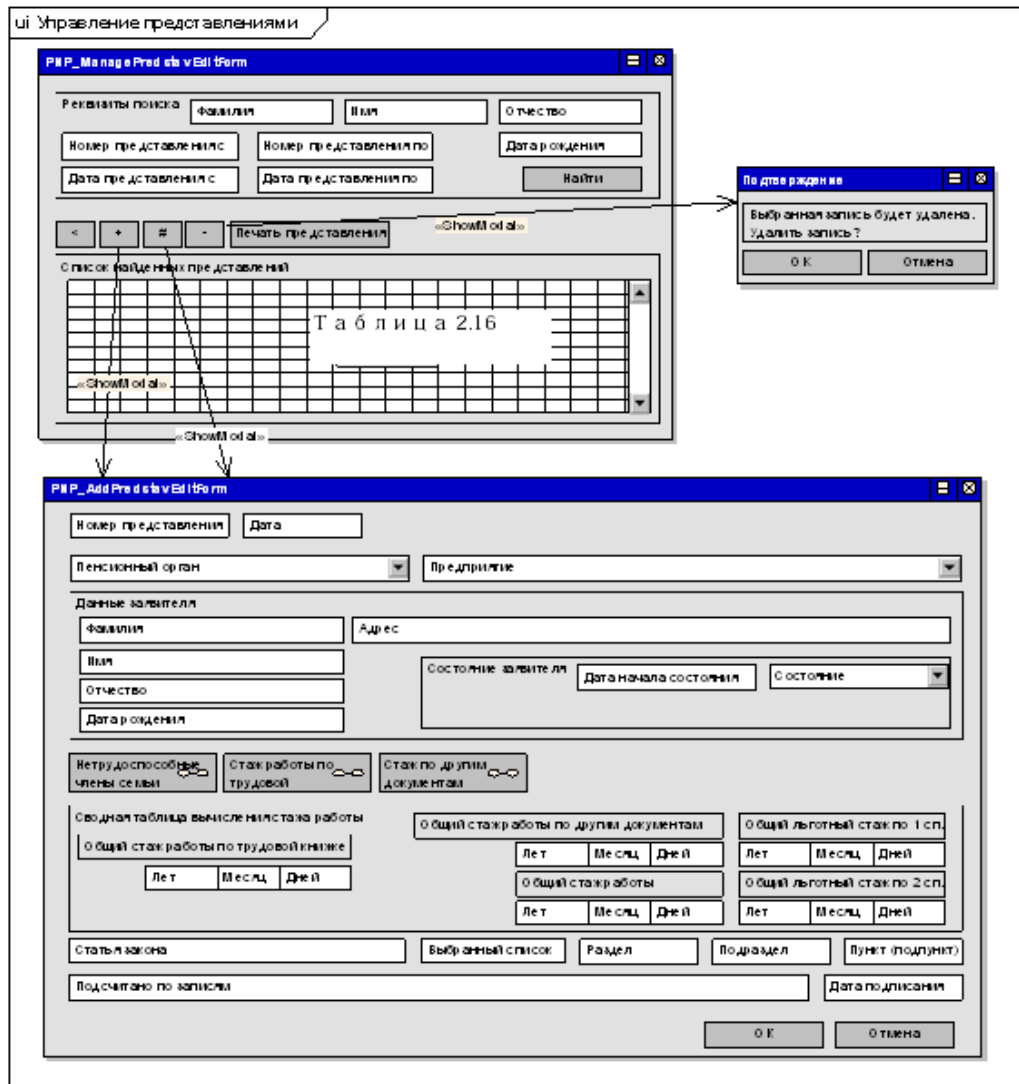 ui Управление представлениями
PNP_ManagePredstavEditForm
Реквизиты поиска
Фамилия
Имя
Отчество
Номер представления с
Номер представления по
Дата рождения
Дата представления с
Дата представления по
Найти
Подтверждение
Выбранная запись будет удалена.
Удалить запись?
ОК
Отмена
<
+
#
-
Печать представления
«ShowModal»
Список найденных представлений
Таблица 2.16
«ShowModal»
«ShowModal»
PNP_AddPredstavEditForm
Номер представления
Дата
Пенсионный орган
Предприятие
Данные заявителя
Фамилия
Адрес
Имя
Состояние заявителя
Дата начала состояния
Состояние
Отчество
Дата рождения
Нетрудоспособные
члены семьи
Стаж работы по
трудовой
Стаж по другим
документам
Сводная таблица вычисления стажа работы
Общий стаж работы по трудовой книжке
Лет
Месяц
Дней
Общий стаж работы по другим документам
Лет
Месяц
Дней
Общий стаж работы
Лет
Месяц
Дней
Общий льготный стаж по 1 сп.
Лет
Месяц
Дней
Общий льготный стаж по 2 сп.
Лет
Месяц
Дней
Статья закона
Выбранный список
Раздел
Подраздел
Пункт (подпункт)
Подсчитано по записям
Дата подписания
ОК
Отмена